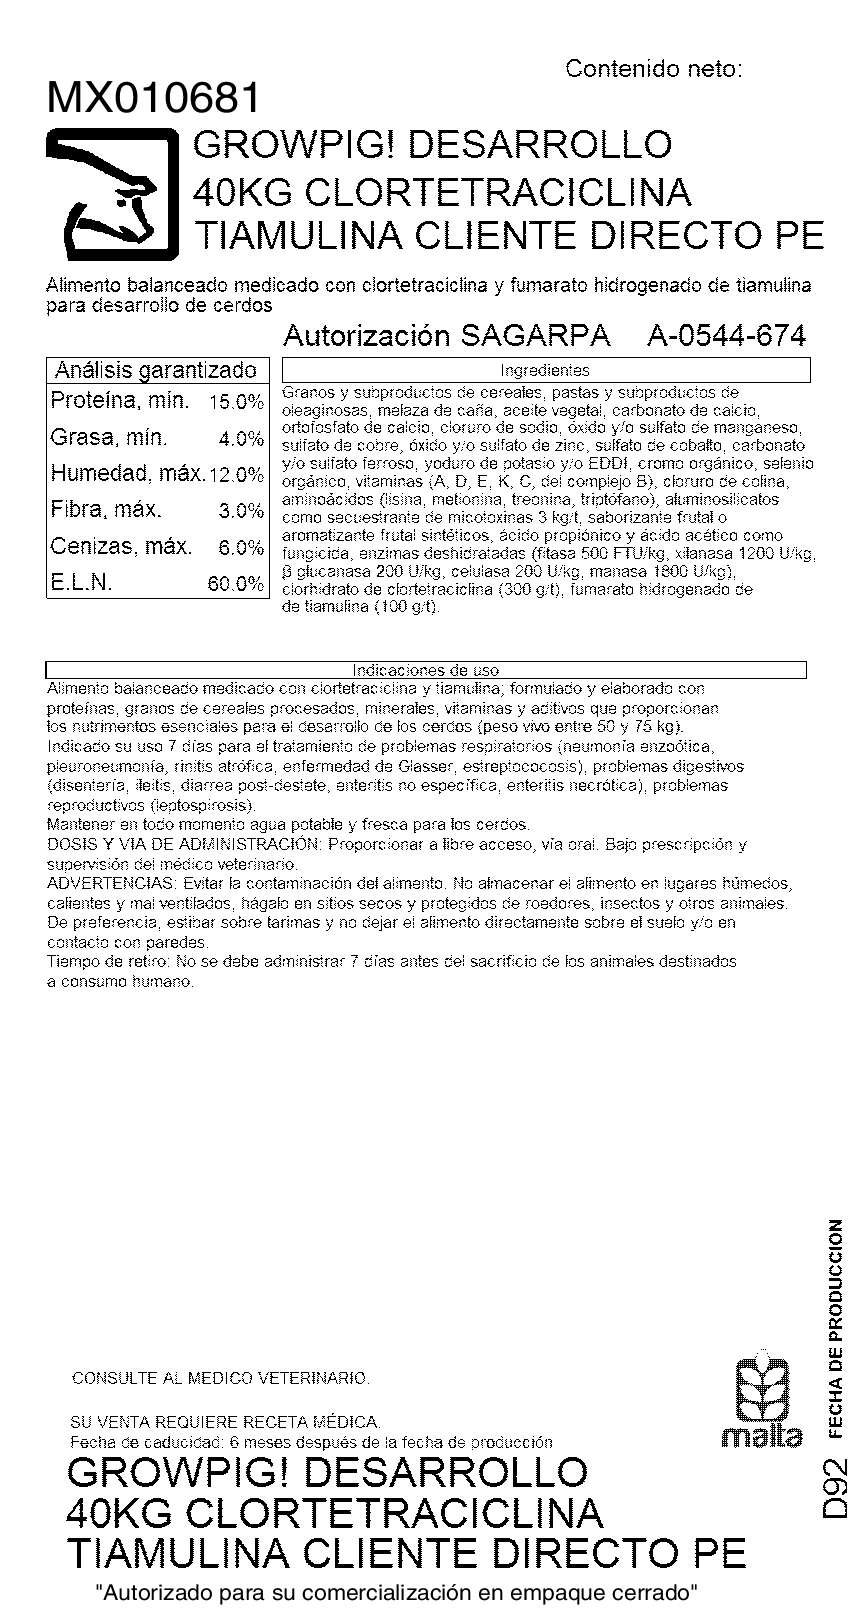 Contenido neto:
MX010681
GROWPIG! DESARROLLO
40KG CLORTETRACICLINA
TIAMULINA CLIENTE DIRECTO PE
Alimento balanceado medicado con clortetraciclina y fumarato hidrogenado de tiamulina
para desarrollo de cerdos
Autorización SAGARPA A-0544-674
Análisis garantizado
Proteína, mín. 15.0%
Grasa, mín. 4.0%
Humedad, máx. 12.0%
Fibra, máx. 3.0%
Cenizas, máx. 6.0%
E.L.N. 60.0%
Ingredientes
Granos y subproductos de cereales, pastas y subproductos de
oleaginosas, melaza de caña, aceite vegetal, carbonato de calcio,
ortofosfato de calcio, cloruro de sodio, óxido y/o sulfato de manganeso,
sulfato de cobre, óxido y/o sulfato de zinc, sulfato de cobalto, carbonato
y/o sulfato ferroso, yoduro de potasio y/o EDDI, cromo orgánico, selenio
orgánico, vitaminas (A, D, E, K, C, del complejo B), cloruro de colina,
aminoácidos (lisina, metionina, treonina, triptófano), aluminosilicatos
como secuestrante de micotoxinas 3 kg/t, saborizante frutal o
aromatizante frutal sintéticos, ácido propiónico y ácido acético como
fungicida, enzimas deshidratadas (fitasa 500 FTU/kg, xilanasa 1200 U/kg,
β glucanasa 200 U/kg, celulasa 200 U/kg, manasa 1800 U/kg),
clorhidrato de clortetraciclina (300 g/t), fumarato hidrogenado de
de tiamulina (100 g/t).
Indicaciones de uso
Alimento balanceado medicado con clortetraciclina y tiamulina; formulado y elaborado con
proteínas, granos de cereales procesados, minerales, vitaminas y aditivos que proporcionan
los nutrimentos esenciales para el desarrollo de los cerdos (peso vivo entre 50 y 75 kg).
Indicado su uso 7 días para el tratamiento de problemas respiratorios (neumonía enzoótica,
pleuroneumonía, rinitis atrófica, enfermedad de Glasser, estreptococosis), problemas digestivos
(disentería, ileitis, diarrea post-destete, enteritis no específica, enteritis necrótica), problemas
reproductivos (leptospirosis).
Mantener en todo momento agua potable y fresca para los cerdos.
DOSIS Y VIA DE ADMINISTRACIÓN: Proporcionar a libre acceso, vía oral. Bajo prescripción y
supervisión del médico veterinario.
ADVERTENCIAS: Evitar la contaminación del alimento. No almacenar el alimento en lugares húmedos,
calientes y mal ventilados, hágalo en sitios secos y protegidos de roedores, insectos y otros animales.
De preferencia, estibar sobre tarimas y no dejar el alimento directamente sobre el suelo y/o en
contacto con paredes.
Tiempo de retiro: No se debe administrar 7 días antes del sacrificio de los animales destinados
a consumo humano.
FECHA DE PRODUCCION
D92
CONSULTE AL MEDICO VETERINARIO.
malta
SU VENTA REQUIERE RECETA MÉDICA.
Fecha de caducidad: 6 meses después de la fecha de producción
GROWPIG! DESARROLLO
40KG CLORTETRACICLINA
TIAMULINA CLIENTE DIRECTO PE
"Autorizado para su comercialización en empaque cerrado"